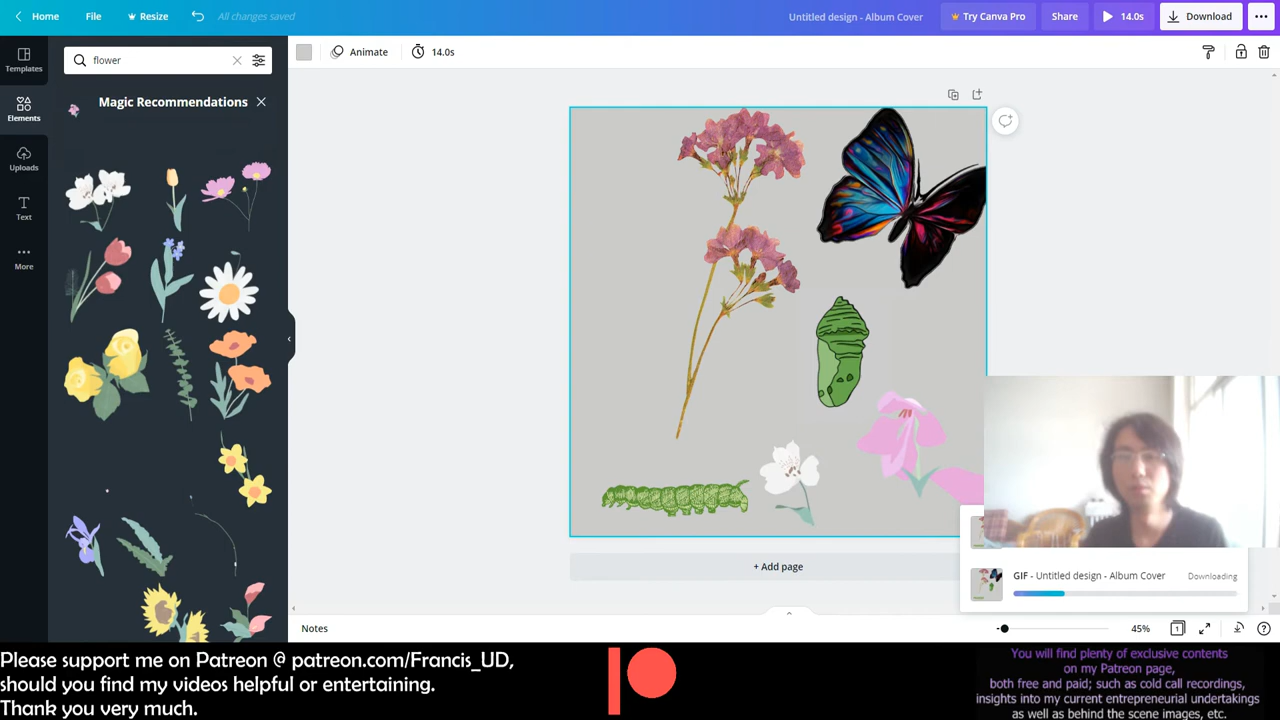 Home
File
Resize
All changes saved
Untitled design - Album Cover
Try Canva Pro
Share
14.0s
Download
Templates
Elements
Uploads
Text
More
flower
Magic Recommendations
Animate
14.0s
+ Add page
GIF - Untitled design - Album Cover
Downloading
Notes
45%
1
Please support me on Patreon @ patreon.com/Francis_UD,
should you find my videos helpful or entertaining.
Thank you very much.
You will find plenty of exclusive contents
on my Patreon page,
both free and paid; such as cold call recordings,
insights into my current entrepreneurial undertakings
as well as behind the scene images, etc.